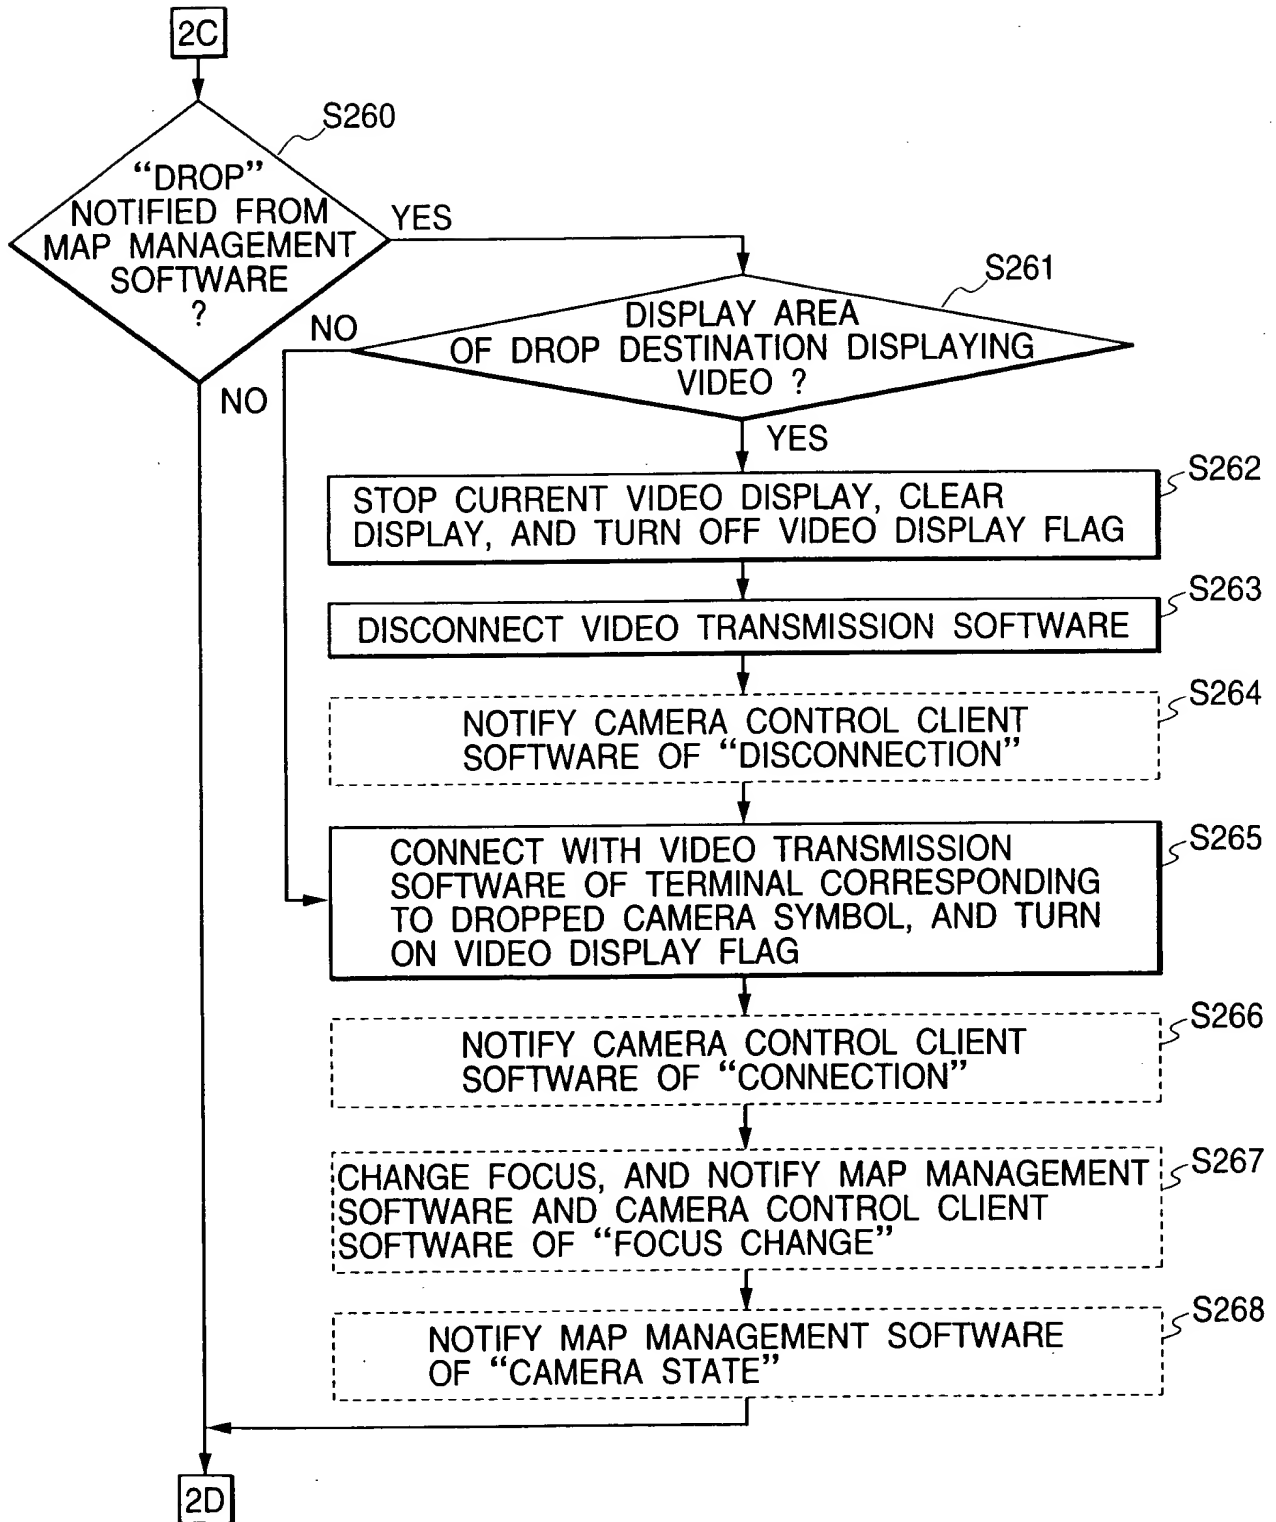 2C
S260
“DROP”
NOTIFIED FROM
MAP MANAGEMENT
SOFTWARE
?
YES
NO
S261
DISPLAY AREA
OF DROP DESTINATION DISPLAYING
VIDEO ?
NO
YES
S262
STOP CURRENT VIDEO DISPLAY, CLEAR
DISPLAY, AND TURN OFF VIDEO DISPLAY FLAG
S263
DISCONNECT VIDEO TRANSMISSION SOFTWARE
S264
NOTIFY CAMERA CONTROL CLIENT
SOFTWARE OF “DISCONNECTION”
S265
CONNECT WITH VIDEO TRANSMISSION
SOFTWARE OF TERMINAL CORRESPONDING
TO DROPPED CAMERA SYMBOL, AND TURN
ON VIDEO DISPLAY FLAG
S266
NOTIFY CAMERA CONTROL CLIENT
SOFTWARE OF “CONNECTION”
S267
CHANGE FOCUS, AND NOTIFY MAP MANAGEMENT
SOFTWARE AND CAMERA CONTROL CLIENT
SOFTWARE OF “FOCUS CHANGE”
S268
NOTIFY MAP MANAGEMENT SOFTWARE
OF “CAMERA STATE”
2D